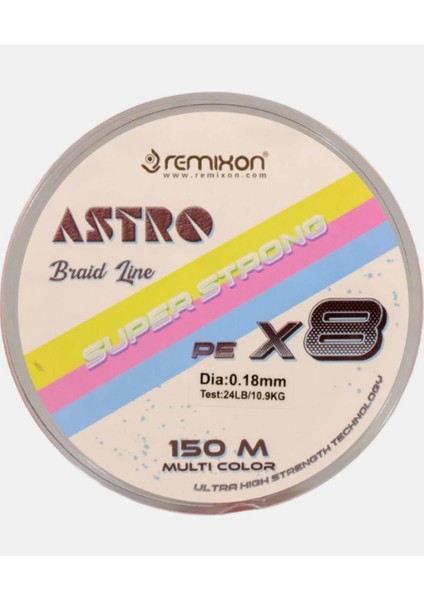 remixon®
www.remixon.com
ASTRO
Braid Line
SUPER STRONG
PE X8
Dia:0.18mm
Test:24LB/10.9KG
150 M
MULTI COLOR
ULTRA HIGH STRENGTH TECHNOLOGY